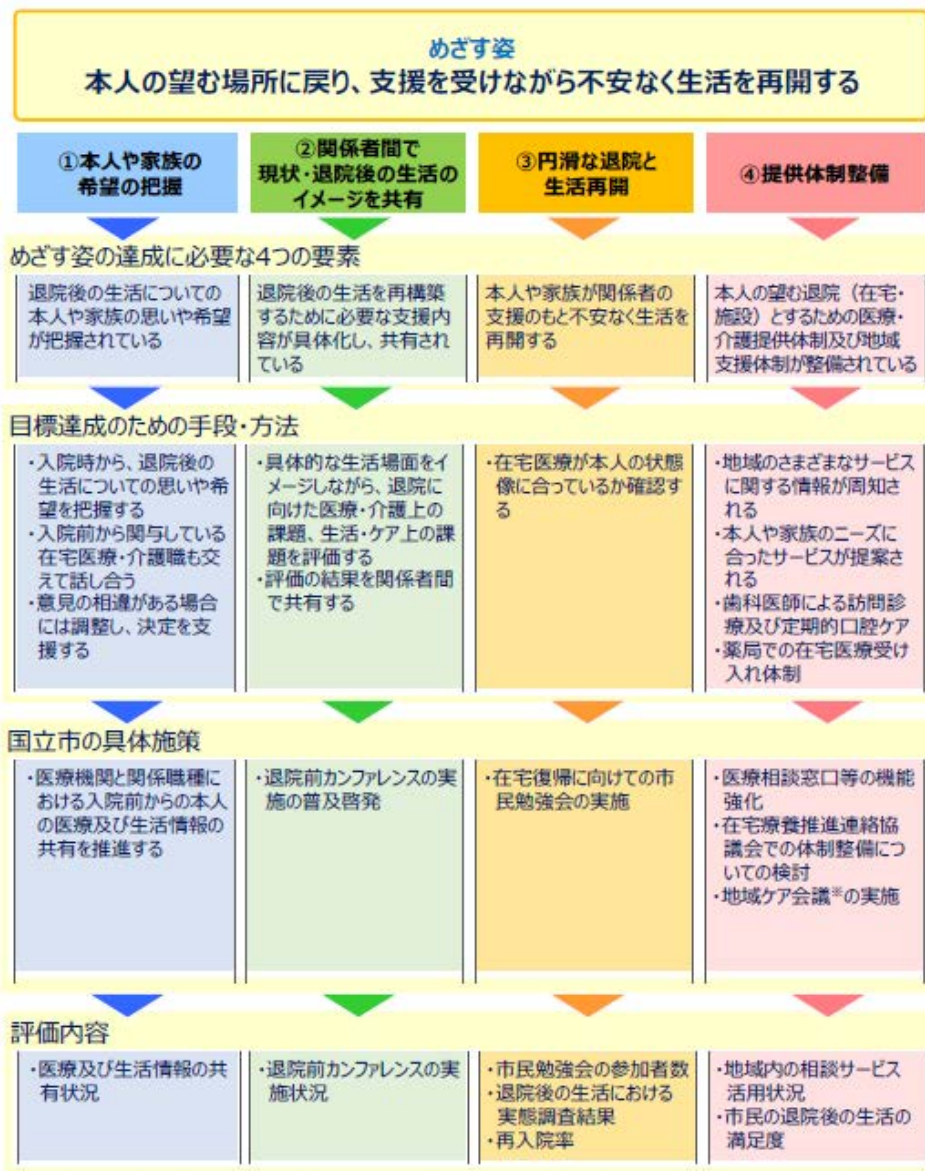 めざす姿
本人の望む場所に戻り、支援を受けながら不安なく生活を再開する
①本人や家族の
希望の把握
②関係者間で
現状・退院後の生活の
イメージを共有
③円滑な退院と
生活再開
④提供体制整備
めざす姿の達成に必要な4つの要素
退院後の生活についての
本人や家族の思いや希望
が把握されている
退院後の生活を再構築
するために必要な支援内
容が具体化し、共有され
ている
本人や家族が関係者の
支援のもと不安なく生活を
再開する
本人の望む退院（在宅・
施設）とするための医療・
介護提供体制及び地域
支援体制が整備されている
目標達成のための手段・方法
・入院時から、退院後の
生活についての思いや希
望を把握する
・入院前から関与している
在宅医療・介護職も交
えて話し合う
・意見の相違がある場合
には調整し、決定を支
援する
・具体的な生活場面をイ
メージしながら、退院に
向けた医療・介護上の
課題、生活・ケア上の課
題を評価する
・評価の結果を関係者間
で共有する
・在宅医療が本人の状態
像に合っているか確認す
る
・地域のさまざまなサービス
に関する情報が周知さ
れる
・本人や家族のニーズに
合ったサービスが提案さ
れる
・歯科医師による訪問診
療及び定期的口腔ケア
・薬局での在宅医療受け
入れ体制
国立市の具体施策
・医療機関と関係職種に
おける入院前からの本人
の医療及び生活情報の
共有を推進する
・退院前カンファレンスの実
施の普及啓発
・在宅復帰に向けての市
民勉強会の実施
・医療相談窓口等の機能
強化
・在宅療養推進連絡協
議会での体制整備につ
いての検討
・地域ケア会議※の実施
評価内容
・医療及び生活情報の共
有状況
・退院前カンファレンスの実
施状況
・市民勉強会の参加者数
・退院後の生活における
実態調査結果
・再入院率
・地域内の相談サービス
活用状況
・市民の退院後の生活の
満足度